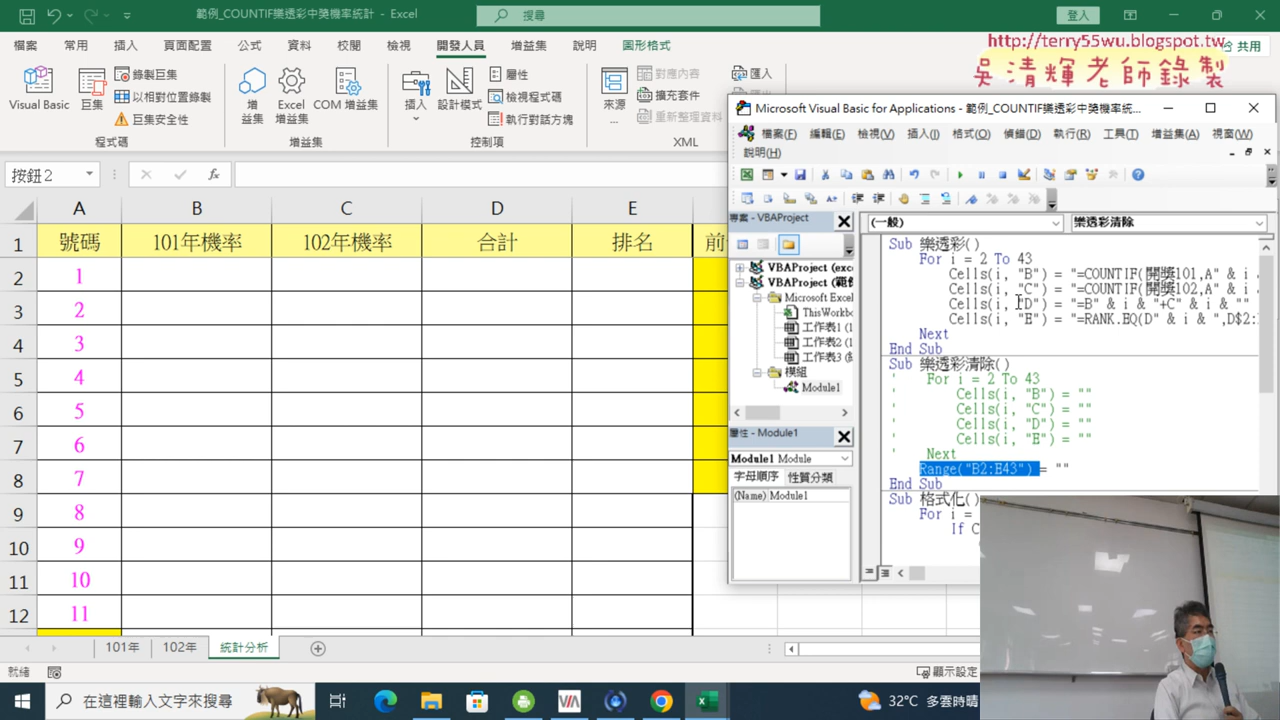 範例_COUNTIF樂透彩中獎機率統計 - Excel
搜尋
登入
檔案 常用 插入 頁面配置 公式 資料 校閱 檢視 開發人員 增益集 說明 圖形格式
共用
http://terry55wu.blogspot.tw
吳清輝老師錄製
Visual Basic
巨集
錄製巨集
以相對位置錄製
巨集安全性
程式碼
增益集
Excel 增益集
COM 增益集
增益集
插入
設計模式
屬性
檢視程式碼
執行對話方塊
控制項
來源
對應內容
擴充套件
重新整理資料
匯入
XML
按鈕 2
fx
A B C D E
1 號碼 101年機率 102年機率 合計 排名 前
2 1
3 2
4 3
5 4
6 5
7 6
8 7
9 8
10 9
11 10
12 11
101年 102年 統計分析
就緒
顯示設定
在這裡輸入文字來搜尋
32°C 多雲時晴
Microsoft Visual Basic for Applications - 範例_COUNTIF樂透彩中獎機率統...
檔案(F) 編輯(E) 檢視(V) 插入(I) 格式(O) 偵錯(D) 執行(R) 工具(T) 增益集(A) 視窗(W)
說明(H)
專案 - VBAProject
VBAProject (exc
VBAProject (範例
Microsoft Excel
ThisWorkbo
工作表1 (1
工作表2 (1
工作表3 (
模組
Module1
屬性 - Module1
Module1 Module
字母順序 性質分類
(Name) Module1
(一般) 樂透彩清除
Sub 樂透彩()
For i = 2 To 43
Cells(i, "B") = "=COUNTIF(開獎101,A" & i
Cells(i, "C") = "=COUNTIF(開獎102,A" & i
Cells(i, "D") = "=B" & i & "+C" & i & ""
Cells(i, "E") = "=RANK.EQ(D" & i & ",D$2:
Next
End Sub
Sub 樂透彩清除()
' For i = 2 To 43
' Cells(i, "B") = ""
' Cells(i, "C") = ""
' Cells(i, "D") = ""
' Cells(i, "E") = ""
' Next
Range("B2:E43") = ""
End Sub
Sub 格式化()
For i =
If C